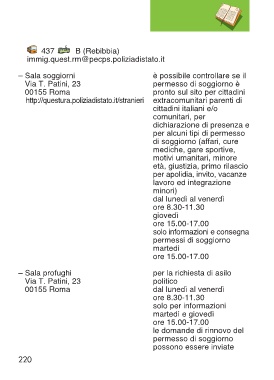 437 B (Rebibbia)
immig.quest.rm@pecps.poliziadistato.it
– Sala soggiorni
Via T. Patini, 23
00155 Roma
http://questura.poliziadistato.it/stranieri
è possibile controllare se il
permesso di soggiorno è
pronto sul sito per cittadini
extracomunitari parenti di
cittadini italiani e/o
comunitari, per
dichiarazione di presenza e
per alcuni tipi di permesso
di soggiorno (affari, cure
mediche, gare sportive,
motivi umanitari, minore
età, giustizia, primo rilascio
per apolidia, invito, vacanze
lavoro ed integrazione
minori)
dal lunedì al venerdì
ore 8.30-11.30
giovedì
ore 15.00-17.00
solo informazioni e consegna
permessi di soggiorno
martedì
ore 15.00-17.00
– Sala profughi
Via T. Patini, 23
00155 Roma
per la richiesta di asilo
politico
dal lunedì al venerdì
ore 8.30-11.30
solo per informazioni
martedì e giovedì
ore 15.00-17.00
le domande di rinnovo del
permesso di soggiorno
possono essere inviate
220